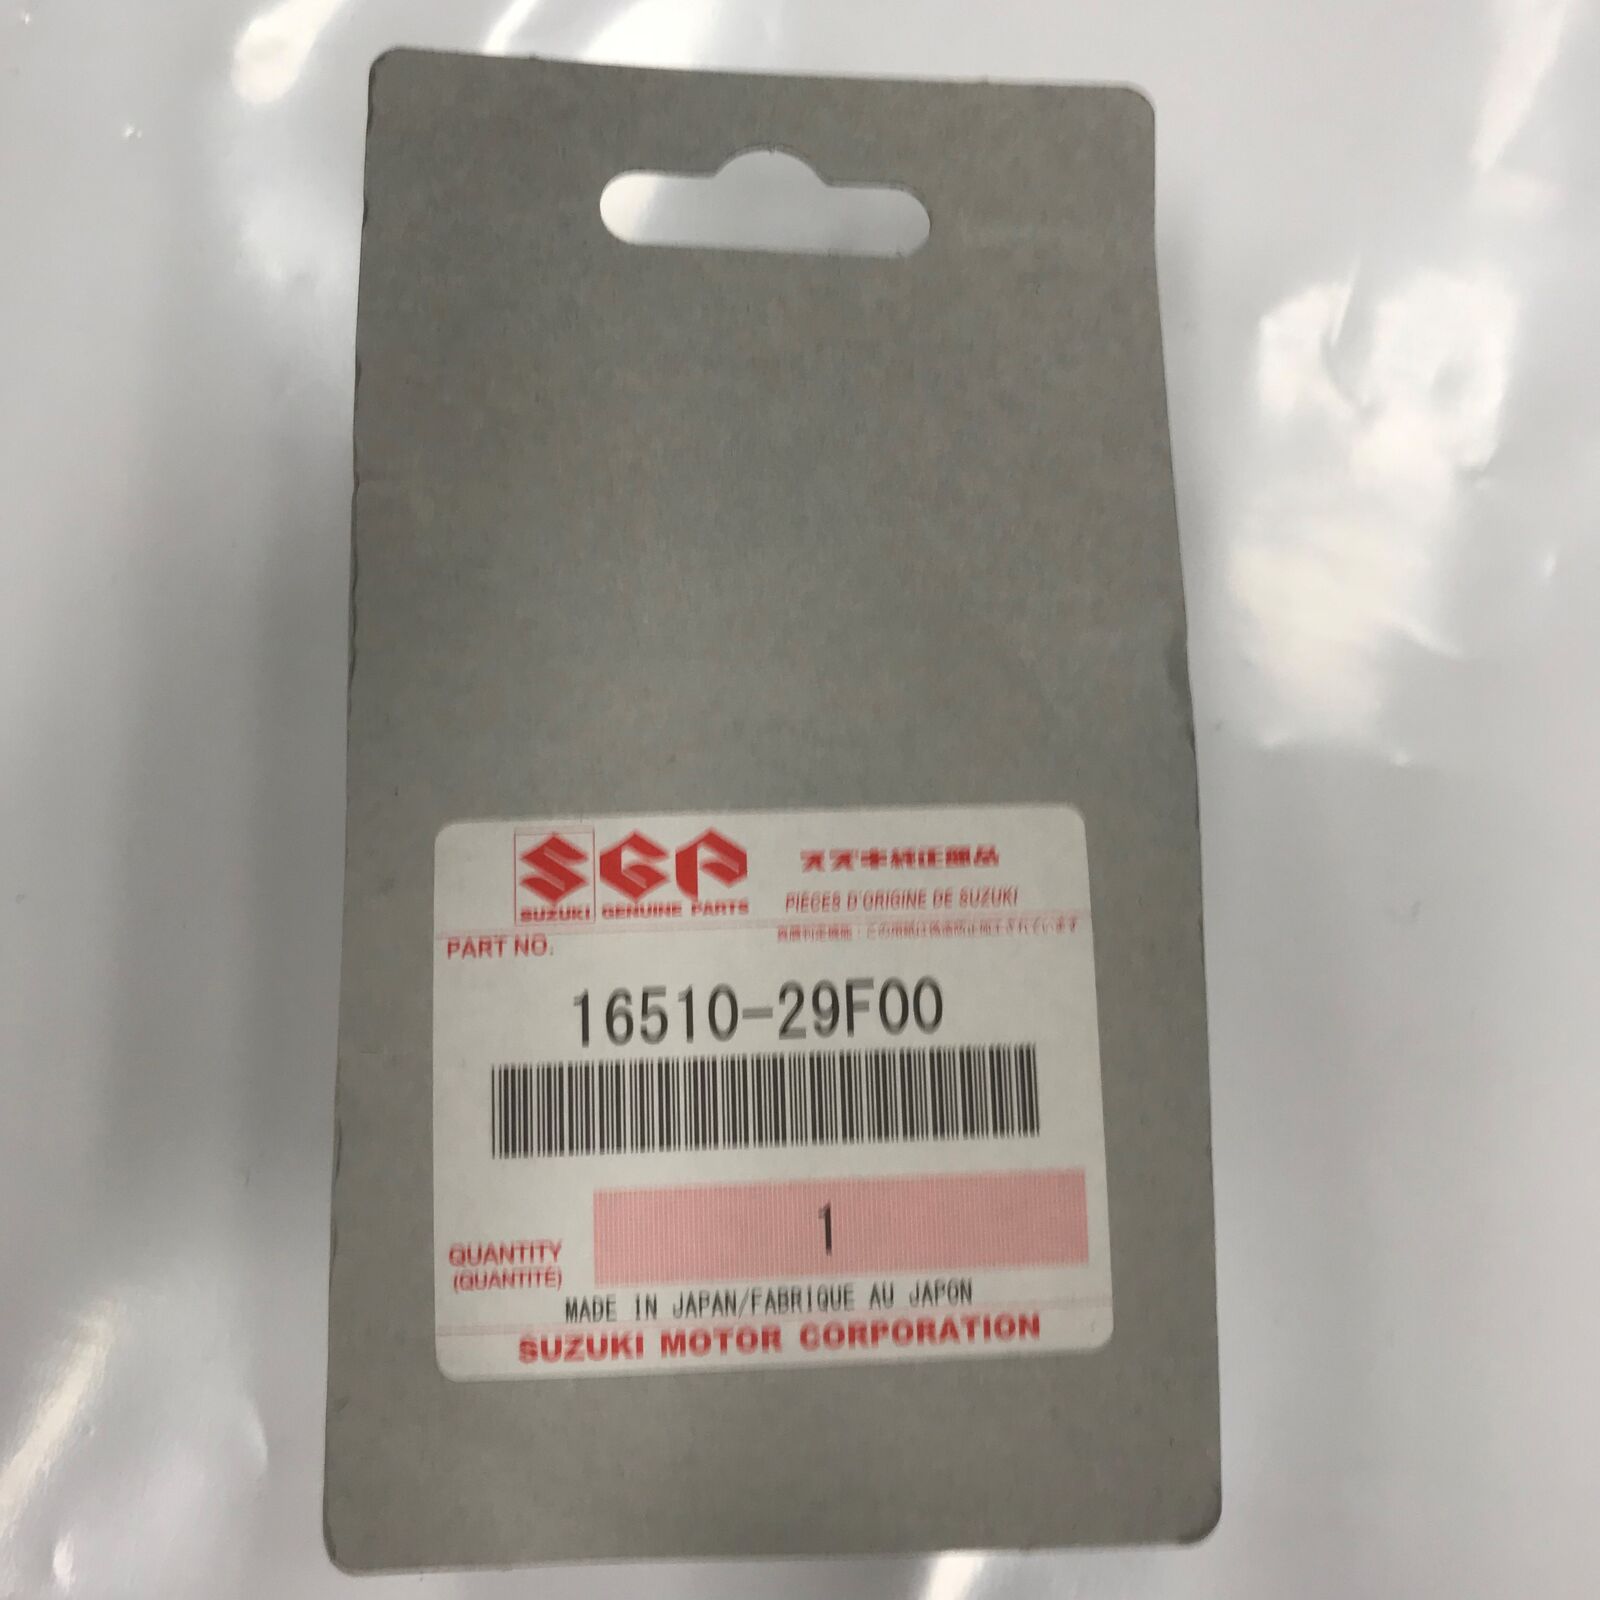 SGP
スズキ純正部品
SUZUKI GENUINE PARTS
PIÈCES D'ORIGINE DE SUZUKI
PART NO.
16510-29F00
1
QUANTITY
(QUANTITÉ)
MADE IN JAPAN/FABRIQUE AU JAPON
SUZUKI MOTOR CORPORATION